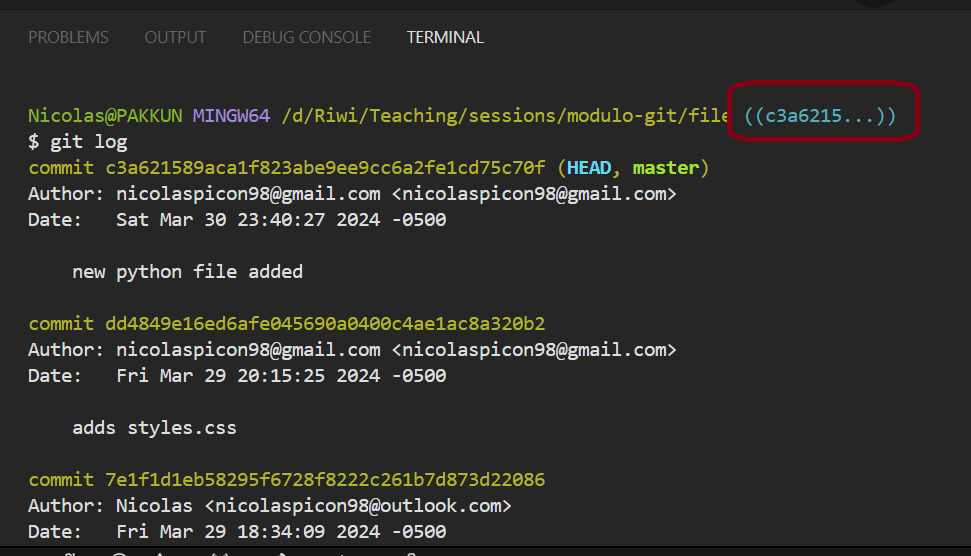 PROBLEMS OUTPUT DEBUG CONSOLE TERMINAL
Nicolas@PAKKUN MINGW64 /d/Riwi/Teaching/sessions/modulo-git/file ((c3a6215...))
$ git log
commit c3a621589aca1f823abe9ee9cc6a2fe1cd75c70f (HEAD, master)
Author: nicolaspicon98@gmail.com <nicolaspicon98@gmail.com>
Date:   Sat Mar 30 23:40:27 2024 -0500
new python file added
commit dd4849e16ed6afe045690a0400c4ae1ac8a320b2
Author: nicolaspicon98@gmail.com <nicolaspicon98@gmail.com>
Date:   Fri Mar 29 20:15:25 2024 -0500
adds styles.css
commit 7e1f1d1eb58295f6728f8222c261b7d873d22086
Author: Nicolas <nicolaspicon98@outlook.com>
Date:   Fri Mar 29 18:34:09 2024 -0500